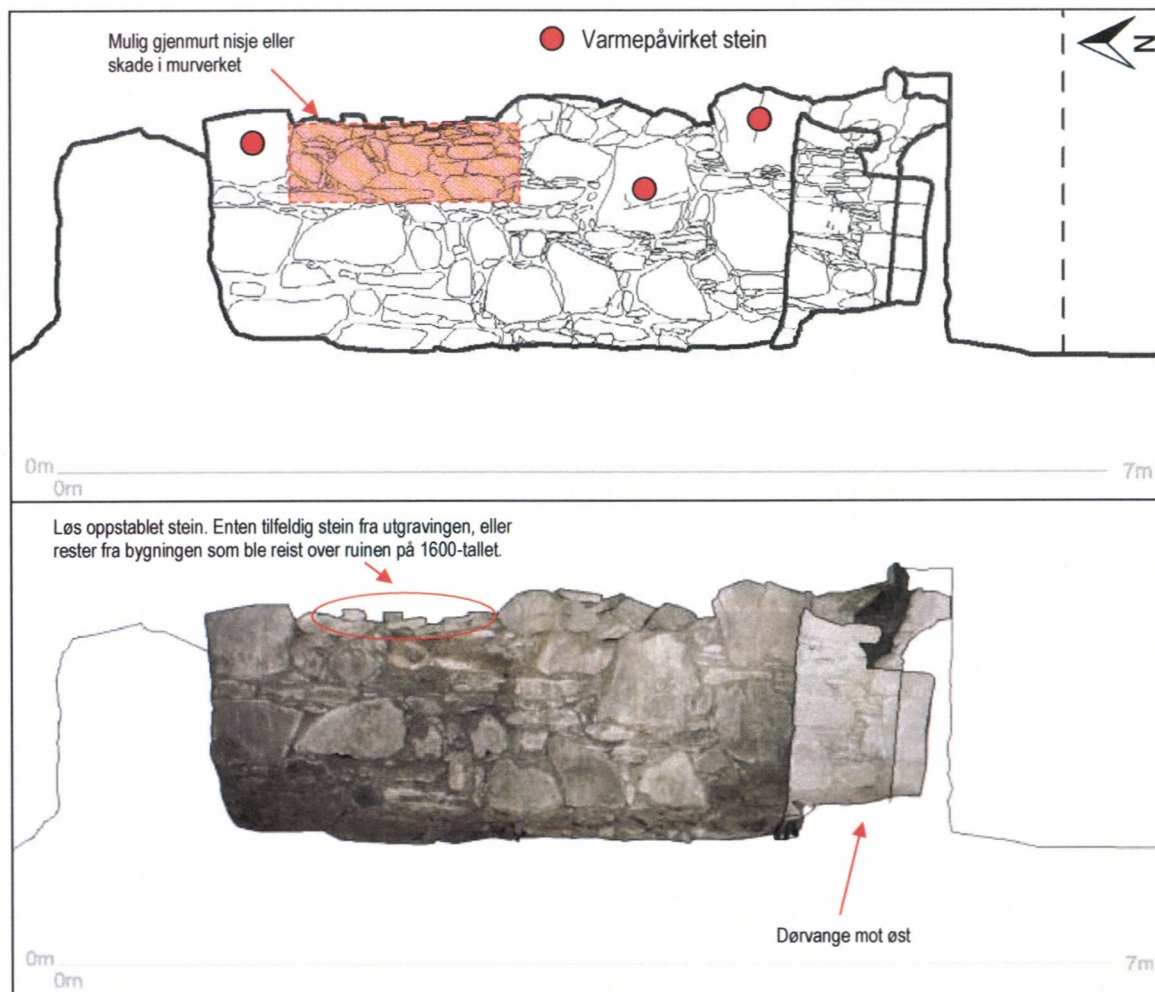 Mulig gjenmurt nisje eller
skade i murverket
Varmepåvirket stein
N
0m
0m
7m
Løs oppstablet stein. Enten tilfeldig stein fra utgravingen, eller
rester fra bygningen som ble reist over ruinen på 1600-tallet.
Dørvange mot øst
0m
0m
7m